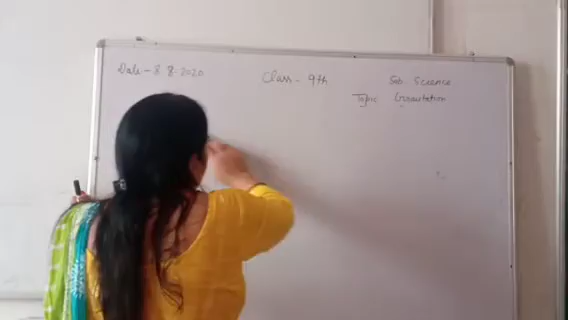 Date - 8.8.2020 Class - 9th Sub. Science
Topic Gravitation